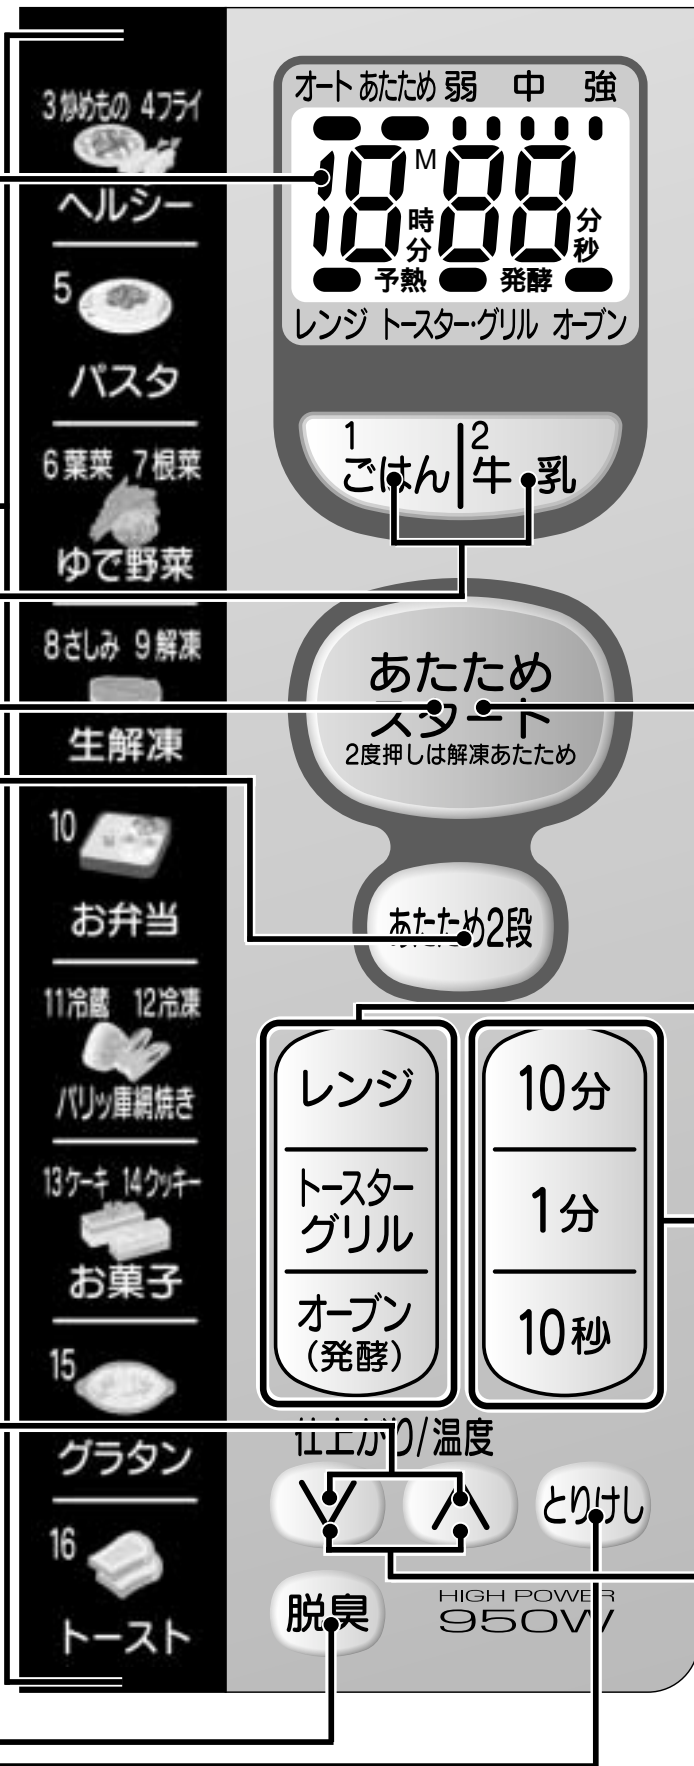 3炒めもの 4フライ
ヘルシー
5
パスタ
6葉菜 7根菜
ゆで野菜
8さしみ 9解凍
生解凍
10
お弁当
11冷蔵 12冷凍
パリッ庫網焼き
13ケーキ 14クッキー
お菓子
15
グラタン
16
トースト
オート あたため 弱 中 強
18 M 88
時 分
分 秒
予熱 発酵
レンジ トースター・グリル オーブン
1 2
ごはん 牛乳
あたため
スタート
2度押しは解凍あたため
あたため2段
レンジ
トースター
グリル
オーブン
(発酵)
10分
1分
10秒
仕上がり/温度
とりけし
脱臭
HIGH POWER
950W